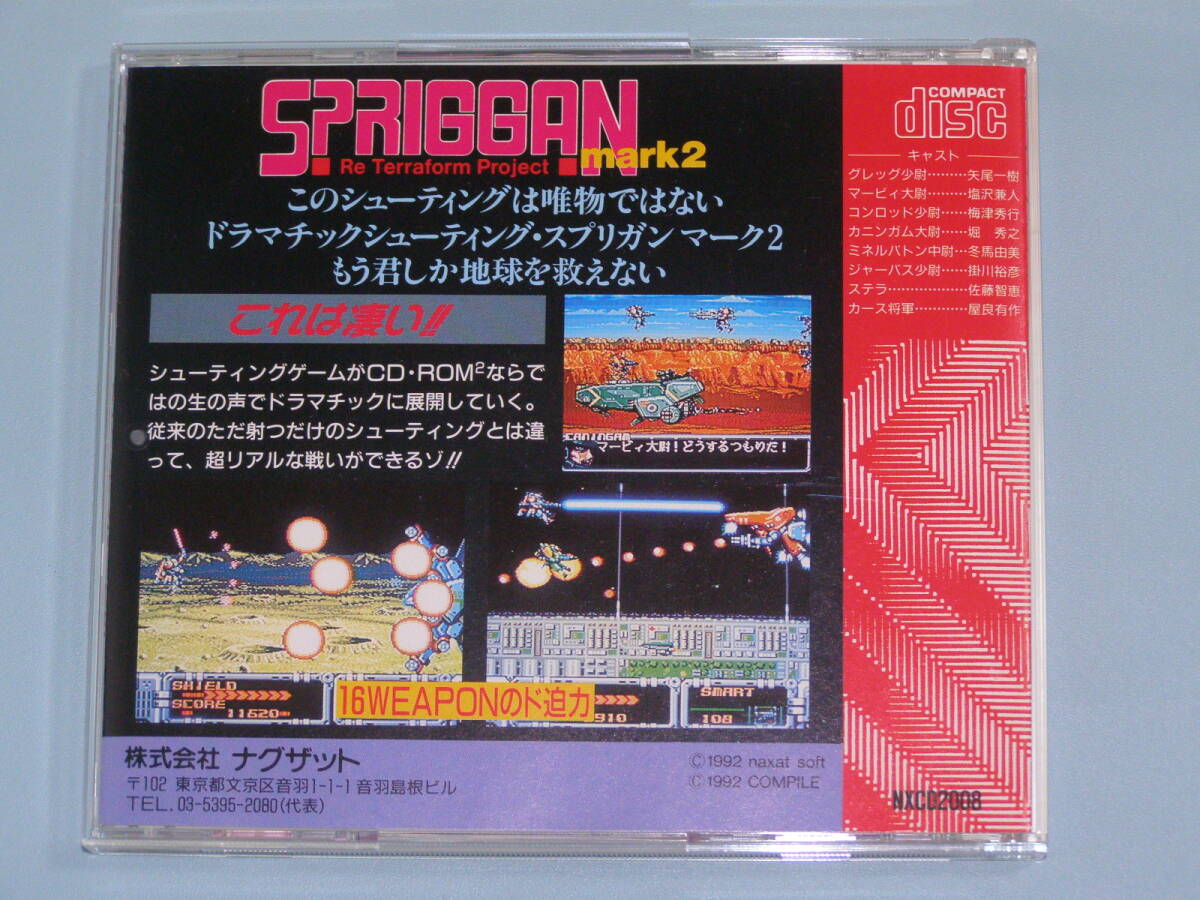 SPRIGGAN
Re Terraform Project
mark2
このシューティングは唯物ではない
ドラマチックシューティング・スプリガン マーク2
もう君しか地球を救えない
これは凄い!!
シューティングゲームがCD・ROM²ならで
はの生の声でドラマチックに展開していく。
従来のただ射つだけのシューティングとは違
って、超リアルな戦いができるゾ!!
CANINGAM
マービィ大尉!どうするつもりだ!
SHIELD
SCORE
11620
16WEAPONのド迫力
910
SMART
108
株式会社 ナグザット
〒102 東京都文京区音羽1-1-1 音羽島根ビル
TEL.03-5395-2080(代表)
©1992 naxat soft
©1992 COMPILE
COMPACT
disc
キャスト
グレッグ少尉………矢尾一樹
マービィ大尉………塩沢兼人
コンロッド少尉……梅津秀行
カニンガム大尉……堀 秀之
ミネルバトン中尉…冬馬由美
ジャーバス少尉……掛川裕彦
ステラ………………佐藤智恵
カース将軍…………屋良有作
NXCD2008